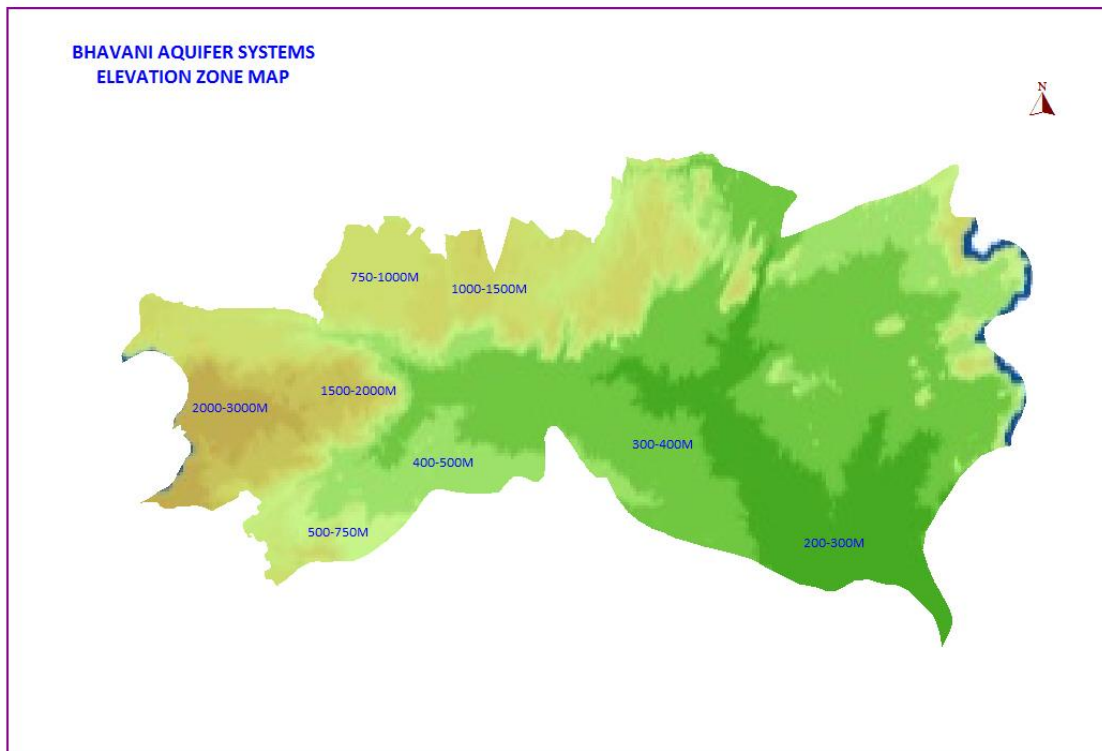 BHAVANI AQUIFER SYSTEMS
ELEVATION ZONE MAP
N
750-1000M
1000-1500M
1500-2000M
2000-3000M
300-400M
400-500M
500-750M
200-300M